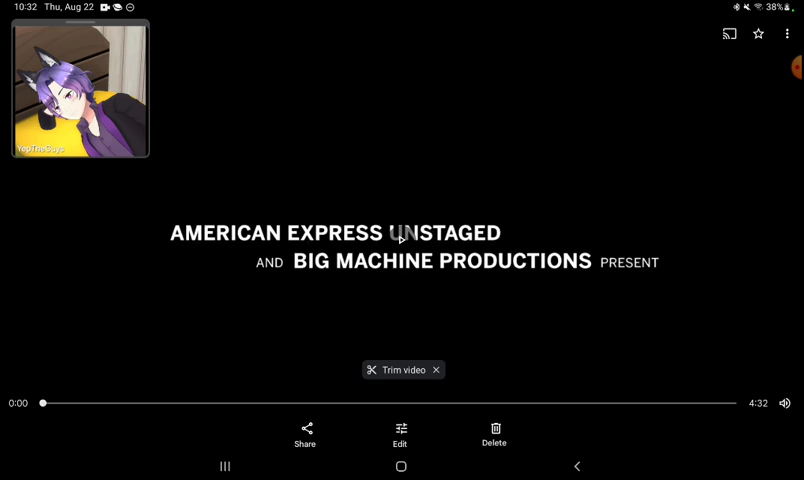 10:32 Thu, Aug 22
38%
YepTheGuys
AMERICAN EXPRESS UNSTAGED
AND BIG MACHINE PRODUCTIONS PRESENT
Trim video
0:00
4:32
Share
Edit
Delete